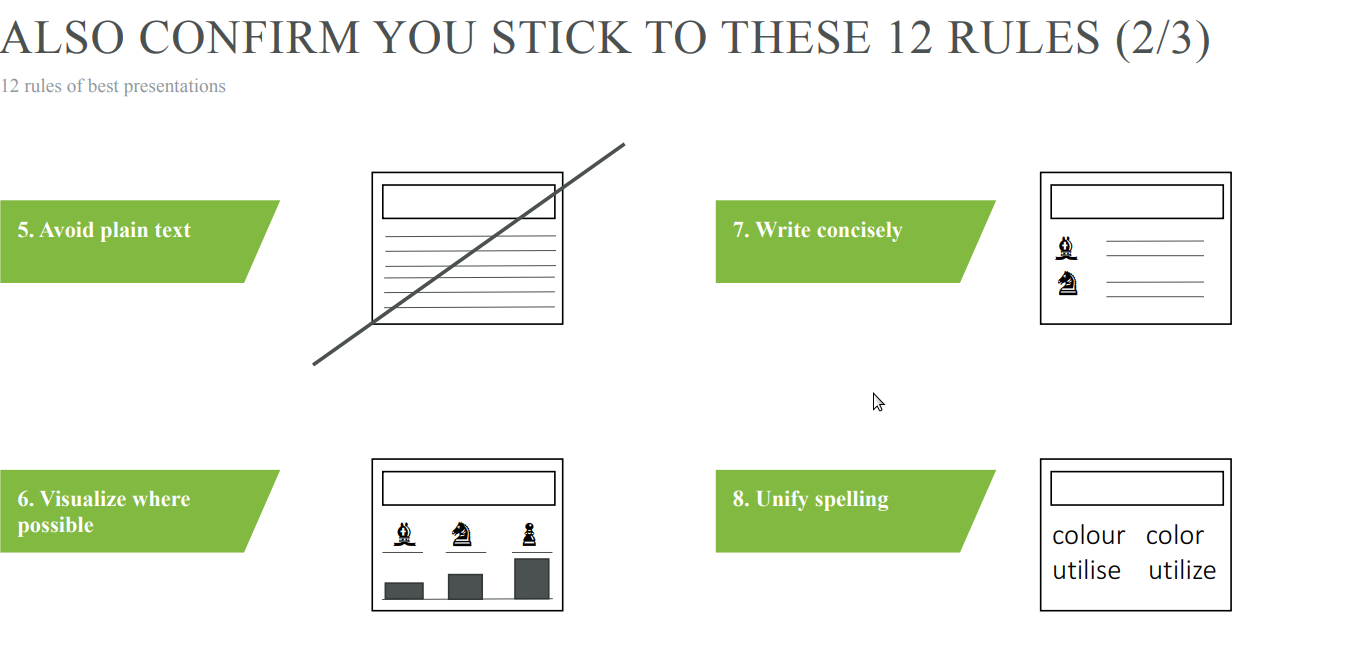 ALSO CONFIRM YOU STICK TO THESE 12 RULES (2/3)
12 rules of best presentations
5. Avoid plain text
7. Write concisely
6. Visualize where
possible
8. Unify spelling
colour color
utilise utilize